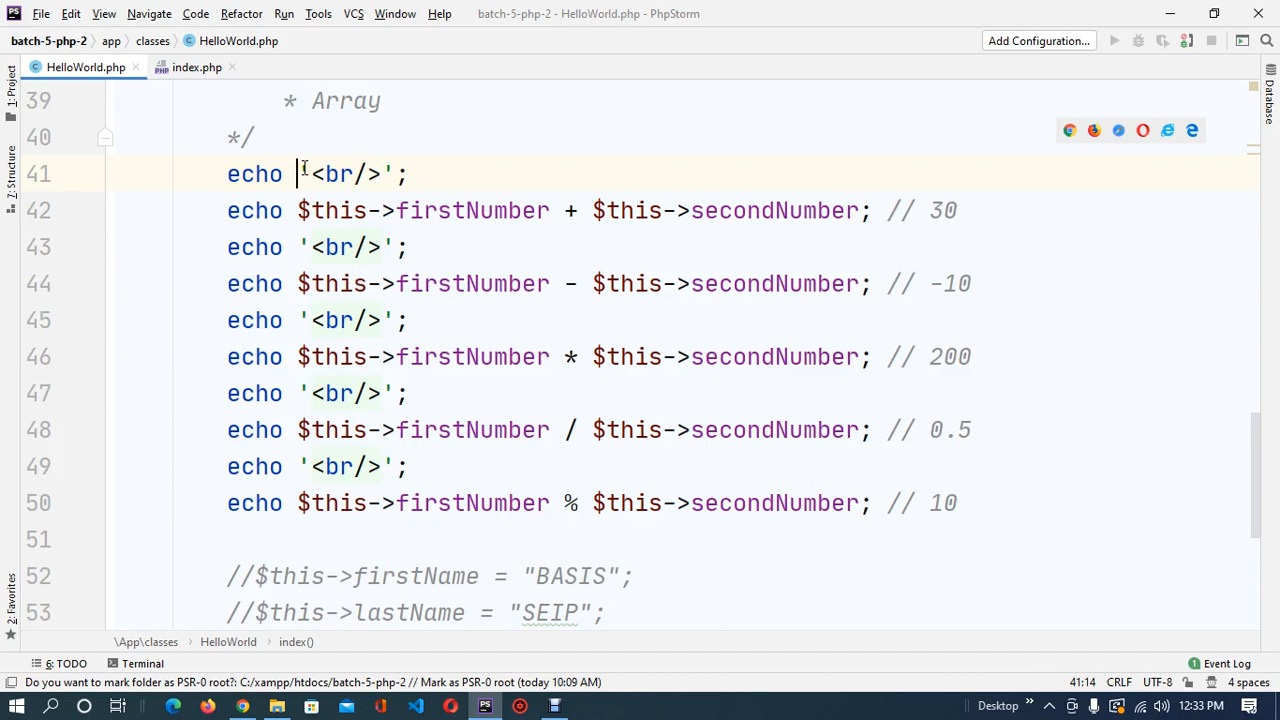 File Edit View Navigate Code Refactor Run Tools VCS Window Help batch-5-php-2 - HelloWorld.php - PhpStorm
batch-5-php-2 app classes HelloWorld.php Add Configuration...
HelloWorld.php index.php
1: Project
7: Structure
2: Favorites
Database
39 * Array
40 */
41 echo '<br/>';
42 echo $this->firstNumber + $this->secondNumber; // 30
43 echo '<br/>';
44 echo $this->firstNumber - $this->secondNumber; // -10
45 echo '<br/>';
46 echo $this->firstNumber * $this->secondNumber; // 200
47 echo '<br/>';
48 echo $this->firstNumber / $this->secondNumber; // 0.5
49 echo '<br/>';
50 echo $this->firstNumber % $this->secondNumber; // 10
51
52 //$this->firstName = "BASIS";
53 //$this->lastName = "SEIP";
\App\classes HelloWorld index()
6: TODO Terminal 1 Event Log
Do you want to mark folder as PSR-0 root?: C:/xampp/htdocs/batch-5-php-2 // Mark as PSR-0 root (today 10:09 AM) 41:14 CRLF UTF-8 4 spaces
Desktop 12:33 PM